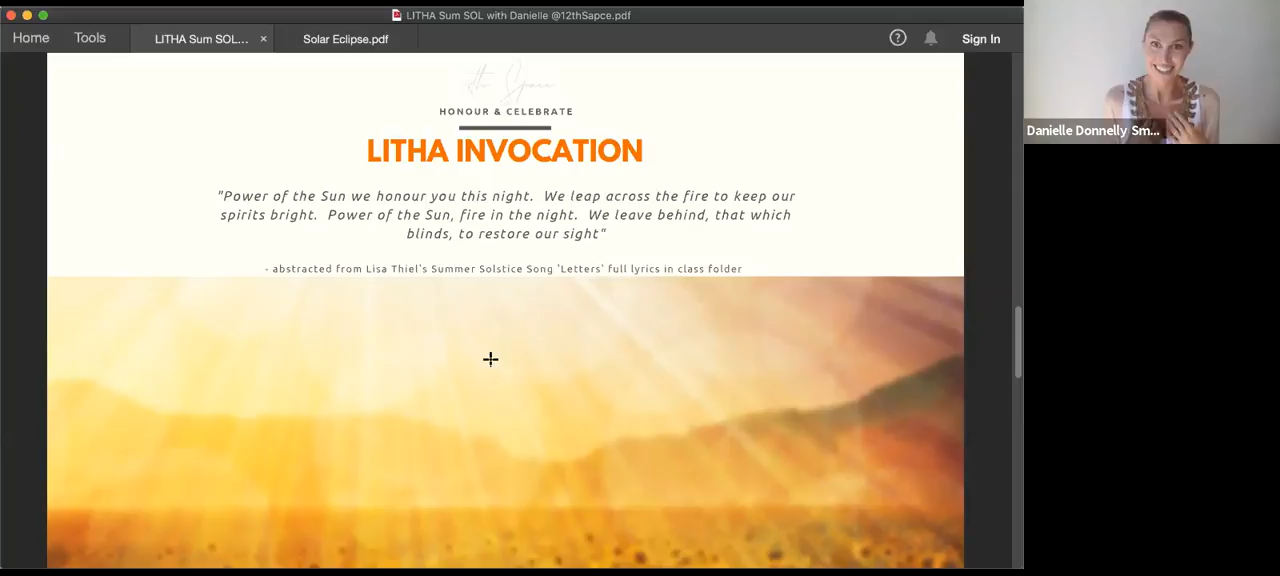 LITHA Sum SOL with Danielle @12thSapce.pdf
Home
Tools
LITHA Sum SOL...
×
Solar Eclipse.pdf
?
Sign In
the Space
HONOUR & CELEBRATE
LITHA INVOCATION
"Power of the Sun we honour you this night. We leap across the fire to keep our
spirits bright. Power of the Sun, fire in the night. We leave behind, that which
blinds, to restore our sight"
- abstracted from Lisa Thiel's Summer Solstice Song 'Letters' full lyrics in class folder
Danielle Donnelly Sm...